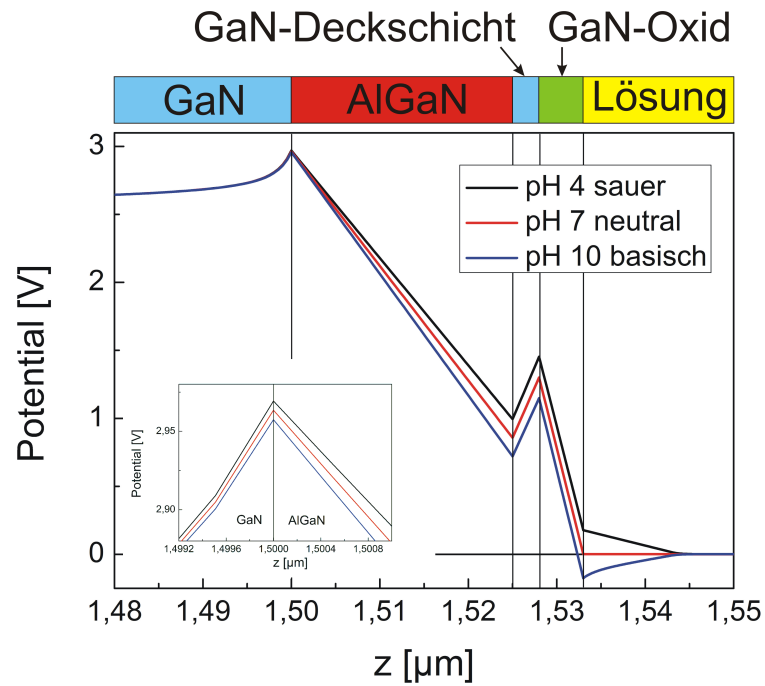 GaN-Deckschicht GaN-Oxid
GaN AlGaN Lösung
pH 4 sauer
pH 7 neutral
pH 10 basisch
Potential [V]
3
2
1
0
1,48 1,49 1,50 1,51 1,52 1,53 1,54 1,55
z [µm]
Potential [V]
2,95
2,90
GaN AlGaN
1,4992 1,4996 1,5000 1,5004 1,5008
z [µm]